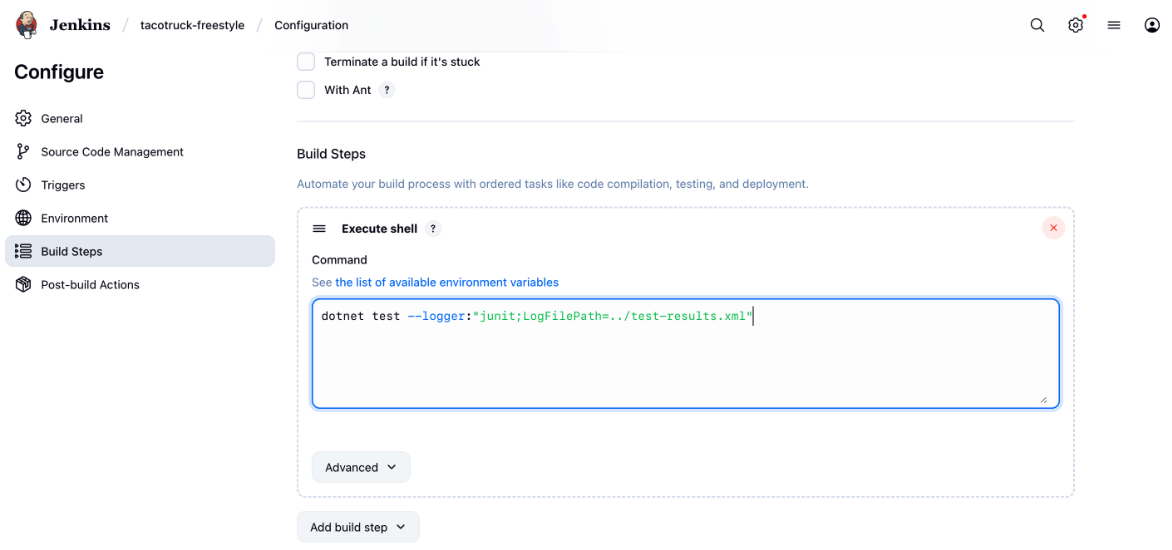 Jenkins / tacotruck-freestyle / Configuration
Configure
General
Source Code Management
Triggers
Environment
Build Steps
Post-build Actions
Terminate a build if it's stuck
With Ant ?
Build Steps
Automate your build process with ordered tasks like code compilation, testing, and deployment.
Execute shell ?
Command
See the list of available environment variables
dotnet test --logger:"junit;LogFilePath=../test-results.xml"
Advanced
Add build step